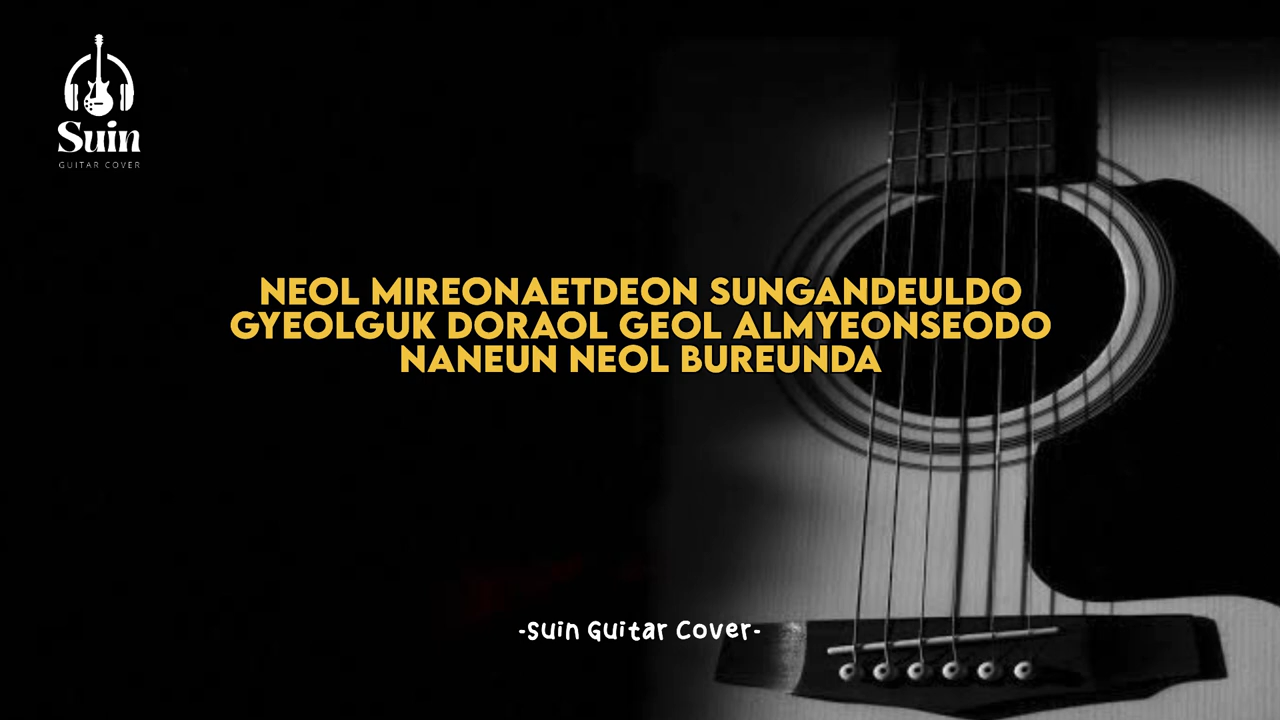 Suin
GUITAR COVER
NEOL MIREONAETDEON SUNGANDEULDO
GYEOLGUK DORAOL GEOL ALMYEONSEODO
NANEUN NEOL BUREUNDA
-Suin Guitar Cover-